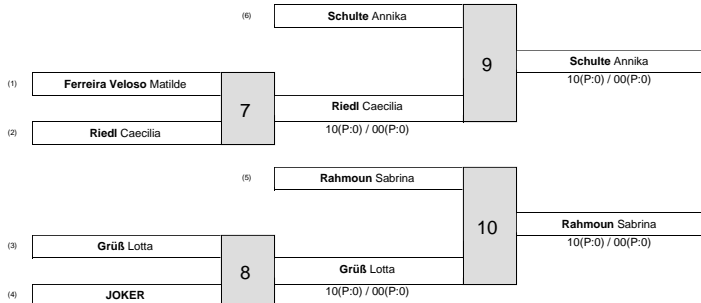 (6) Schulte Annika
9
Schulte Annika
10(P:0) / 00(P:0)
(1) Ferreira Veloso Matilde
7
Riedl Caecilia
10(P:0) / 00(P:0)
(2) Riedl Caecilia
(5) Rahmoun Sabrina
10
Rahmoun Sabrina
10(P:0) / 00(P:0)
(3) Grüß Lotta
8
Grüß Lotta
10(P:0) / 00(P:0)
(4) JOKER